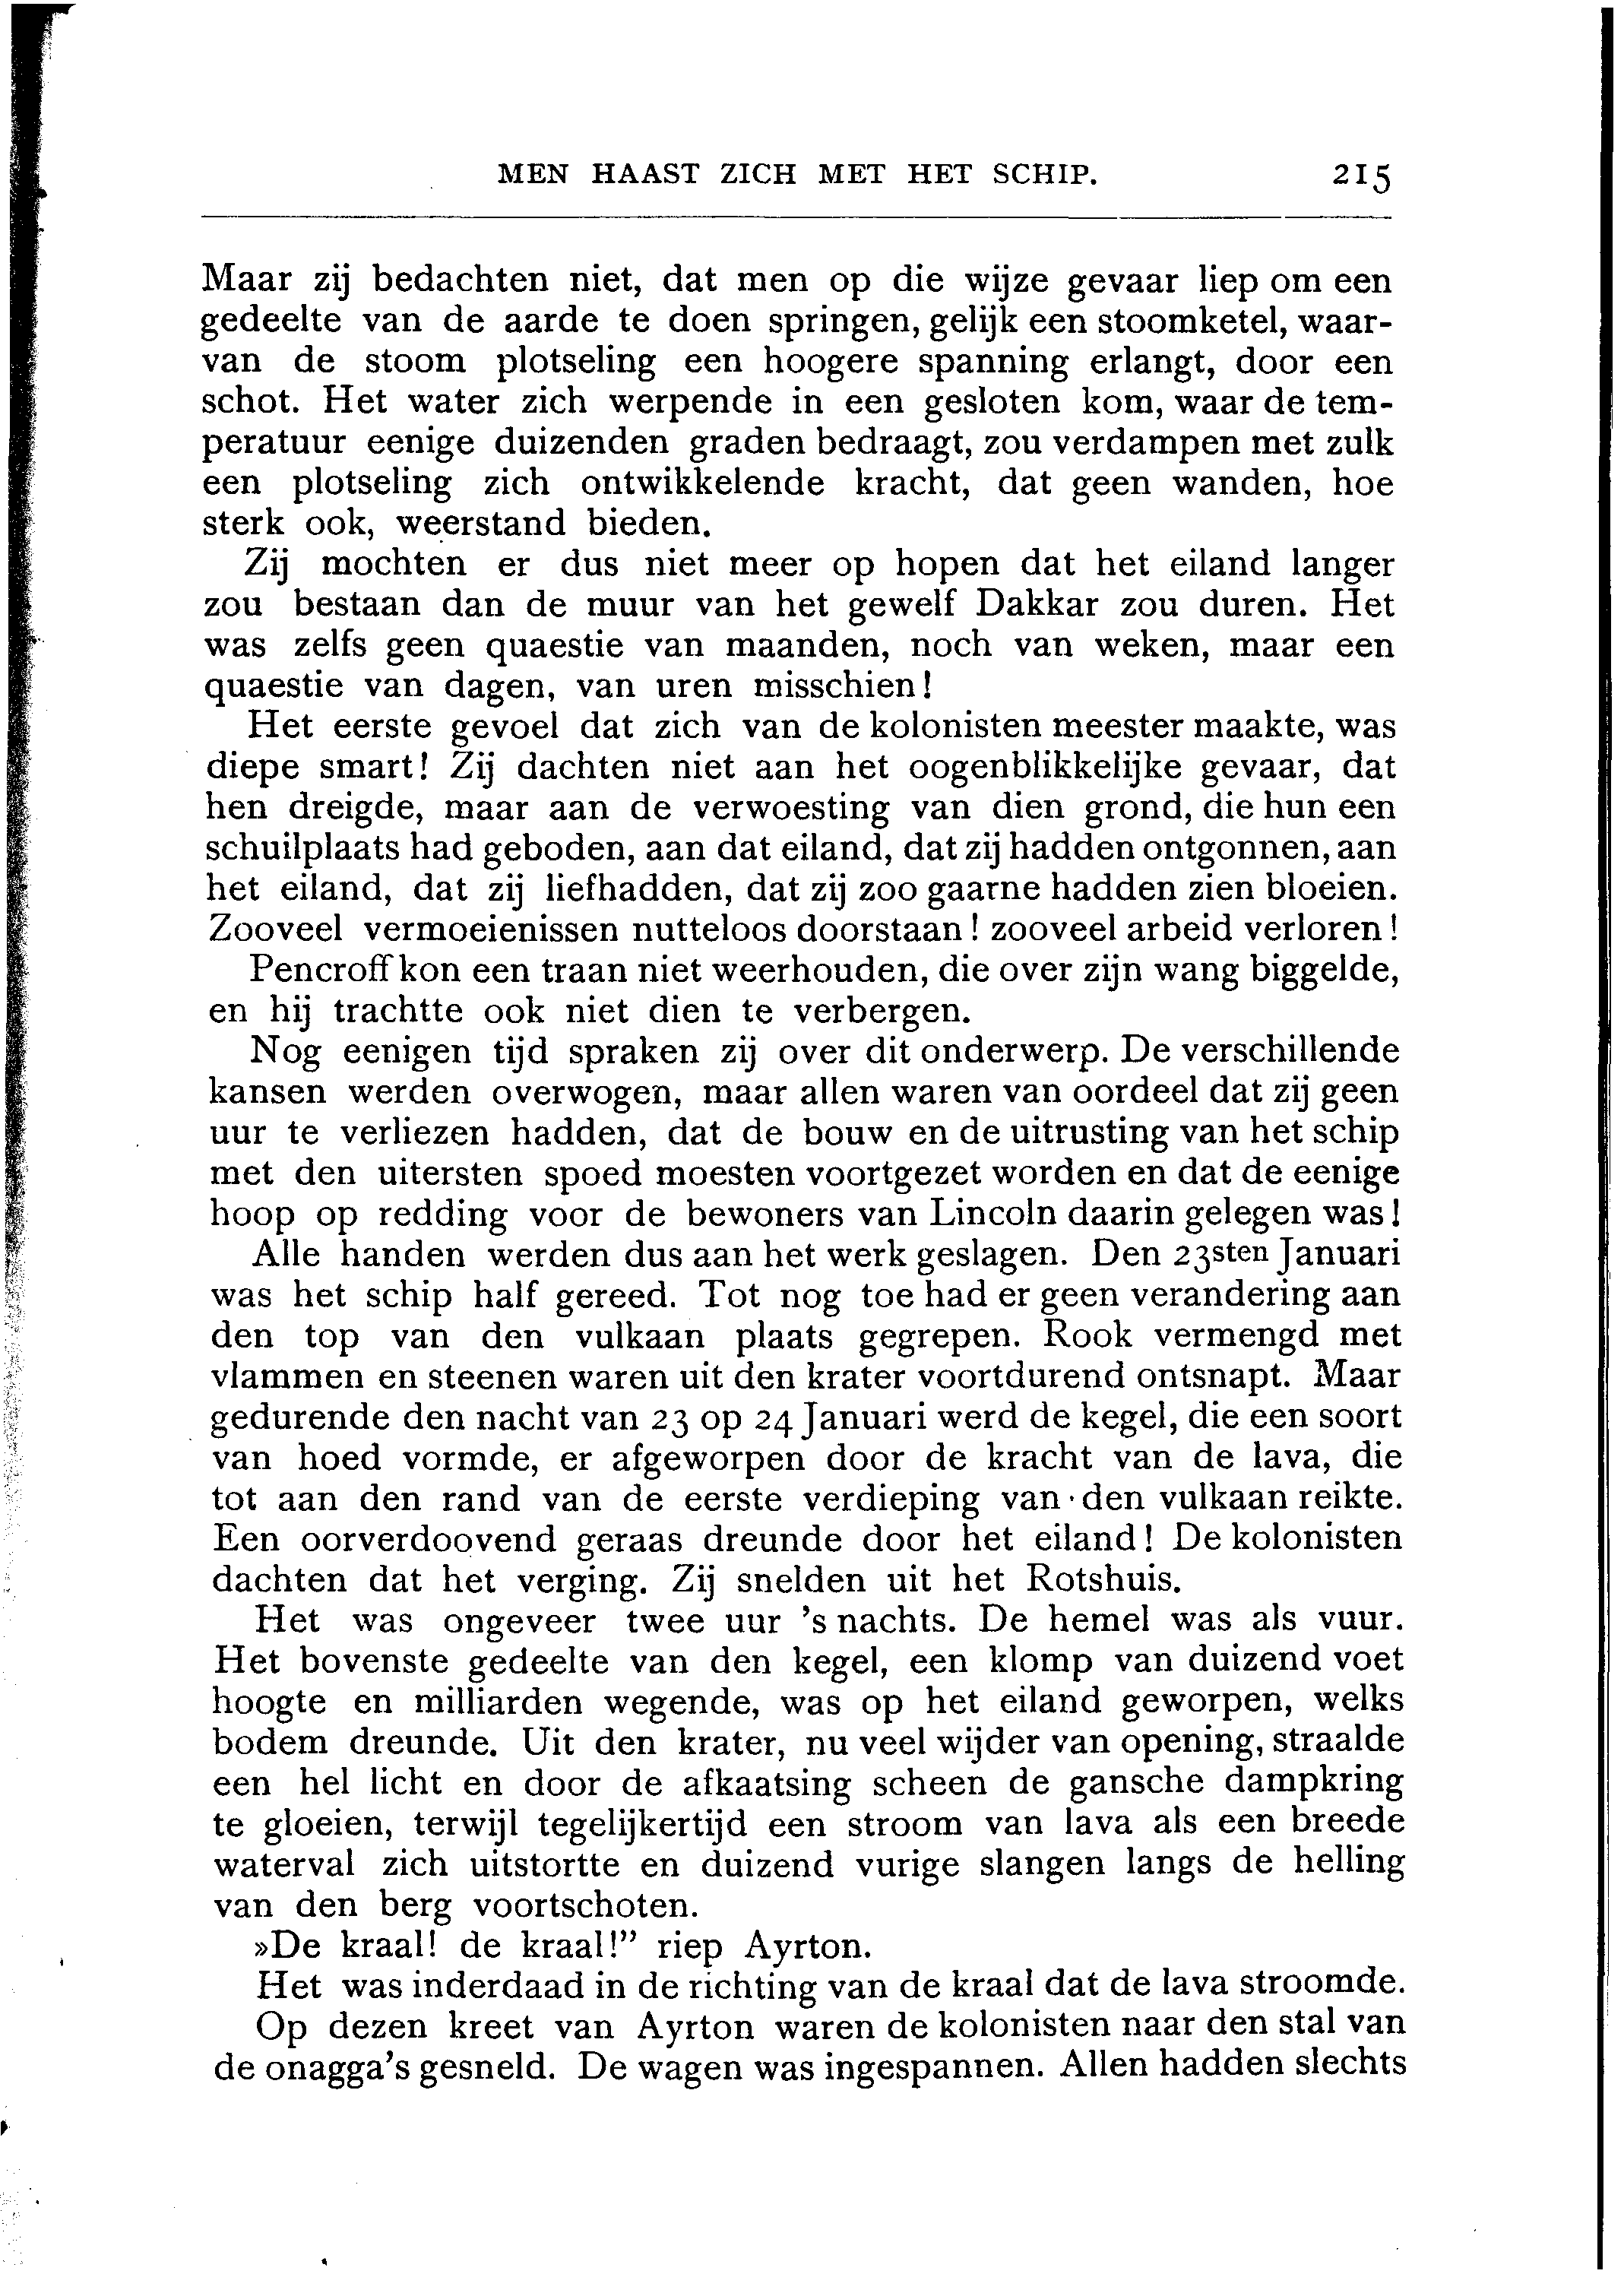 MEN HAAST ZICH MET HET SCHIP. 215
Maar zij bedachten niet, dat men op die wijze gevaar liep om een
gedeelte van de aarde te doen springen, gelijk een stoomketel, waar-
van de stoom plotseling een hoogere spanning erlangt, door een
schot. Het water zich werpende in een gesloten kom, waar de tem-
peratuur eenige duizenden graden bedraagt, zou verdampen met zulk
een plotseling zich ontwikkelende kracht, dat geen wanden, hoe
sterk ook, weerstand bieden.
Zij mochten er dus niet meer op hopen dat het eiland langer
zou bestaan dan de muur van het gewelf Dakkar zou duren. Het
was zelfs geen quaestie van maanden, noch van weken, maar een
quaestie van dagen, van uren misschien!
Het eerste gevoel dat zich van de kolonisten meester maakte, was
diepe smart! Zij dachten niet aan het oogenblikkelijke gevaar, dat
hen dreigde, maar aan de verwoesting van dien grond, die hun een
schuilplaats had geboden, aan dat eiland, dat zij hadden ontgonnen, aan
het eiland, dat zij liefhadden, dat zij zoo gaarne hadden zien bloeien.
Zooveel vermoeienissen nutteloos doorstaan! zooveel arbeid verloren!
Pencroff kon een traan niet weerhouden, die over zijn wang biggelde,
en hij trachtte ook niet dien te verbergen.
Nog eenigen tijd spraken zij over dit onderwerp. De verschillende
kansen werden overwogen, maar allen waren van oordeel dat zij geen
uur te verliezen hadden, dat de bouw en de uitrusting van het schip
met den uitersten spoed moesten voortgezet worden en dat de eenige
hoop op redding voor de bewoners van Lincoln daarin gelegen was!
Alle handen werden dus aan het werk geslagen. Den 23sten Januari
was het schip half gereed. Tot nog toe had er geen verandering aan
den top van den vulkaan plaats gegrepen. Rook vermengd met
vlammen en steenen waren uit den krater voortdurend ontsnapt. Maar
gedurende den nacht van 23 op 24 Januari werd de kegel, die een soort
van hoed vormde, er afgeworpen door de kracht van de lava, die
tot aan den rand van de eerste verdieping van den vulkaan reikte.
Een oorverdoovend geraas dreunde door het eiland! De kolonisten
dachten dat het verging. Zij snelden uit het Rotshuis.
Het was ongeveer twee uur 's nachts. De hemel was als vuur.
Het bovenste gedeelte van den kegel, een klomp van duizend voet
hoogte en milliarden wegende, was op het eiland geworpen, welks
bodem dreunde. Uit den krater, nu veel wijder van opening, straalde
een hel licht en door de afkaatsing scheen de gansche dampkring
te gloeien, terwijl tegelijkertijd een stroom van lava als een breede
waterval zich uitstortte en duizend vurige slangen langs de helling
van den berg voortschoten.
»De kraal! de kraal!” riep Ayrton.
Het was inderdaad in de richting van de kraal dat de lava stroomde.
Op dezen kreet van Ayrton waren de kolonisten naar den stal van
de onagga's gesneld. De wagen was ingespannen. Allen hadden slechts